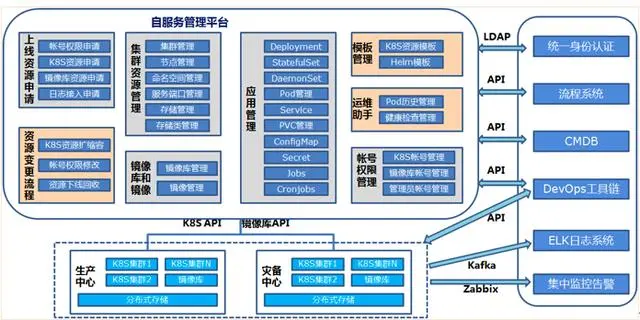 自服务管理平台
上线资源申请
帐号权限申请
K8S资源申请
镜像库资源申请
日志接入申请
资源变更流程
K8S资源扩缩容
帐号权限修改
资源下线回收
集群资源管理
集群管理
节点管理
命名空间管理
服务端口管理
存储管理
存储类管理
镜像库和镜像
镜像库管理
镜像管理
应用管理
Deployment
StatefulSet
DaemonSet
Pod管理
Service
PVC管理
ConfigMap
Secret
Jobs
Cronjobs
模板管理
K8S资源模板
Helm模板
运维助手
Pod历史管理
健康检查管理
帐号权限管理
K8S帐号管理
镜像库帐号管理
管理员帐号管理
LDAP
API
API
API
API
Kafka
Zabbix
统一身份认证
流程系统
CMDB
DevOps工具链
ELK日志系统
集中监控告警
K8S API
镜像库API
生产中心
K8S集群1
K8S集群N
K8S集群2
镜像库
分布式存储
灾备中心
K8S集群1
K8S集群N
K8S集群2
镜像库
分布式存储